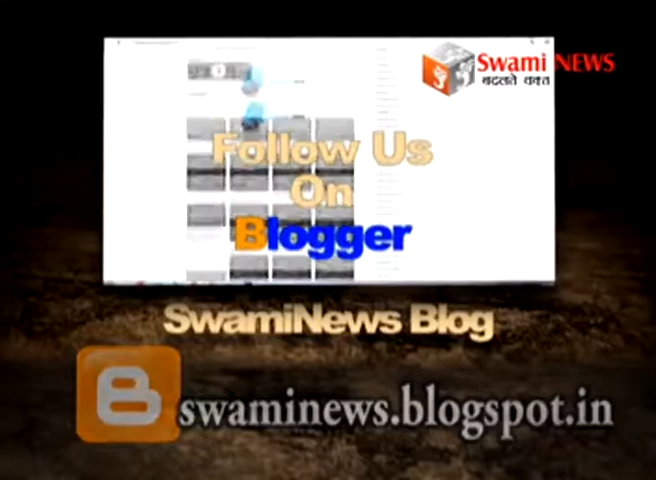 Swami NEWS
बदलते वक्त
Follow Us
On
Blogger
SwamiNews Blog
swaminews.blogspot.in